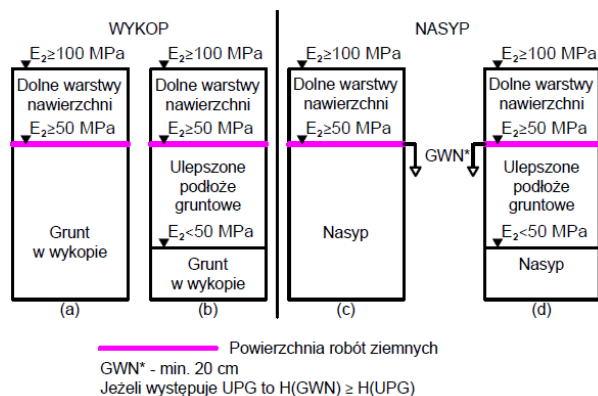 WYKOP
NASYP
E₂≥100 MPa
Dolne warstwy
nawierzchni
E₂≥50 MPa
Grunt
w wykopie
(a)
E₂≥100 MPa
Dolne warstwy
nawierzchni
E₂≥50 MPa
Ulepszone
podłoże
gruntowe
E₂<50 MPa
Grunt
w wykopie
(b)
E₂≥100 MPa
Dolne warstwy
nawierzchni
E₂≥50 MPa
Nasyp
(c)
GWN*
E₂≥100 MPa
Dolne warstwy
nawierzchni
E₂≥50 MPa
Ulepszone
podłoże
gruntowe
E₂<50 MPa
Nasyp
(d)
Powierzchnia robót ziemnych
GWN* - min. 20 cm
Jeżeli występuje UPG to H(GWN) ≥ H(UPG)